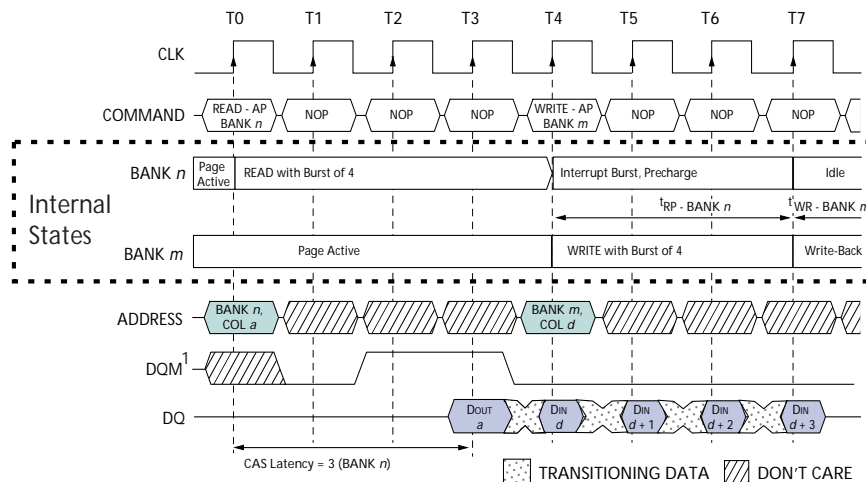 T0 T1 T2 T3 T4 T5 T6 T7
CLK
COMMAND
READ - AP
BANK n
NOP
NOP
NOP
WRITE - AP
BANK m
NOP
NOP
NOP
Internal
States
BANK n
Page
Active
READ with Burst of 4
Interrupt Burst, Precharge
Idle
tRP - BANK n
tWR - BANK m
BANK m
Page Active
WRITE with Burst of 4
Write-Back
ADDRESS
BANK n,
COL a
BANK m,
COL d
DQM1
DQ
DOUT
a
DIN
d
DIN
d + 1
DIN
d + 2
DIN
d + 3
CAS Latency = 3 (BANK n)
TRANSITIONING DATA
DON'T CARE